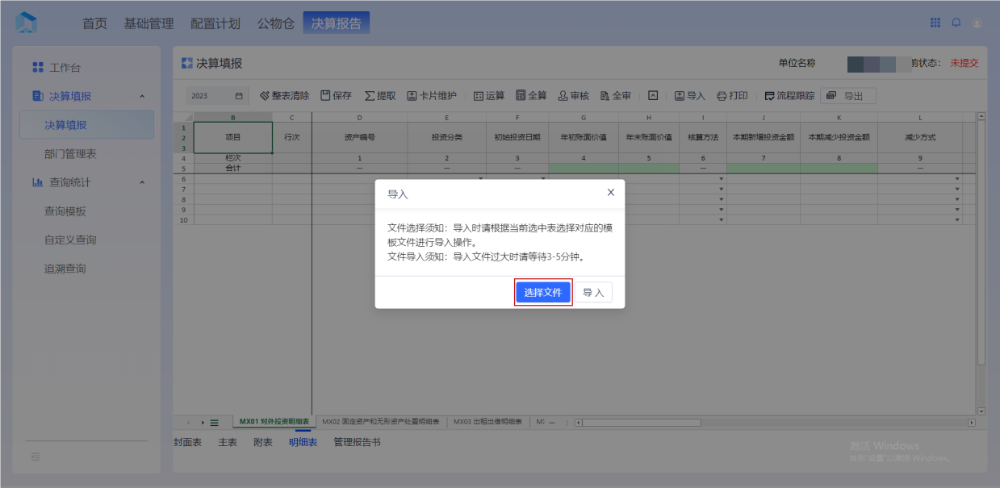 首页 基础管理 配置计划 公物仓 决算报告
工作台
决算填报
决算填报
部门管理表
查询统计
查询模板
自定义查询
追溯查询
决算填报 单位名称 前状态： 未提交
2023 整表清除 保存 提取 卡片维护 运算 全算 审核 全审 导入 打印 流程跟踪 导出
B C D E F G H I J K L
1
2
3
项目 行次 资产编号 投资分类 初始投资日期 年初账面价值 年末账面价值 核算方法 本期新增投资金额 本期减少投资金额 减少方式
4 栏次 1 2 3 4 5 6 7 8 9
5 合计 — — — — —
6
7
8
9
10
导入
文件选择须知：导入时请根据当前选中表选择对应的模
板文件进行导入操作。
文件导入须知：导入文件过大时请等待3-5分钟。
选择文件 导 入
MX01 对外投资明细表 MX02 固定资产和无形资产处置明细表 MX03 出租出借明细表 ...
封面表 主表 附表 明细表 管理报告书
激活 Windows
转到"设置"以激活 Windows。